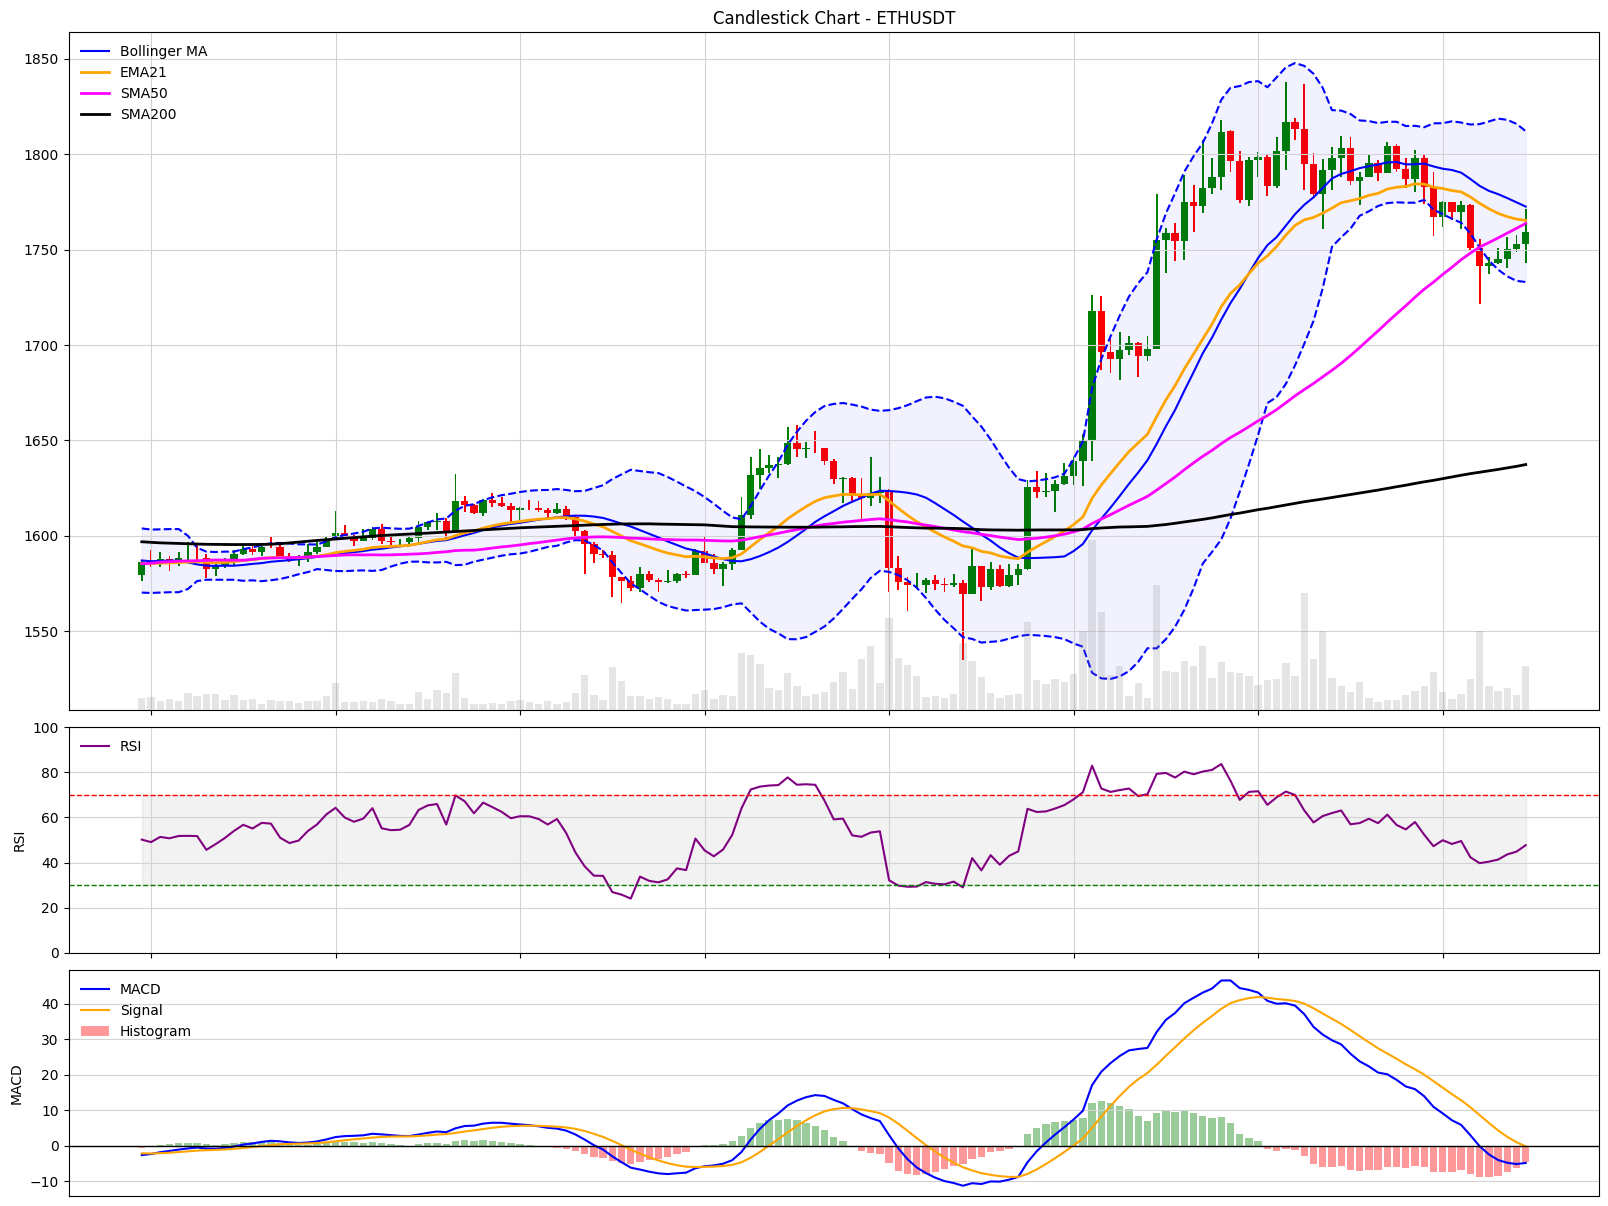 Candlestick Chart - ETHUSDT
Bollinger MA
EMA21
SMA50
SMA200
1850
1800
1750
1700
1650
1600
1550
RSI
100
80
60
40
20
0
RSI
MACD
Signal
Histogram
40
30
20
10
0
−10
MACD